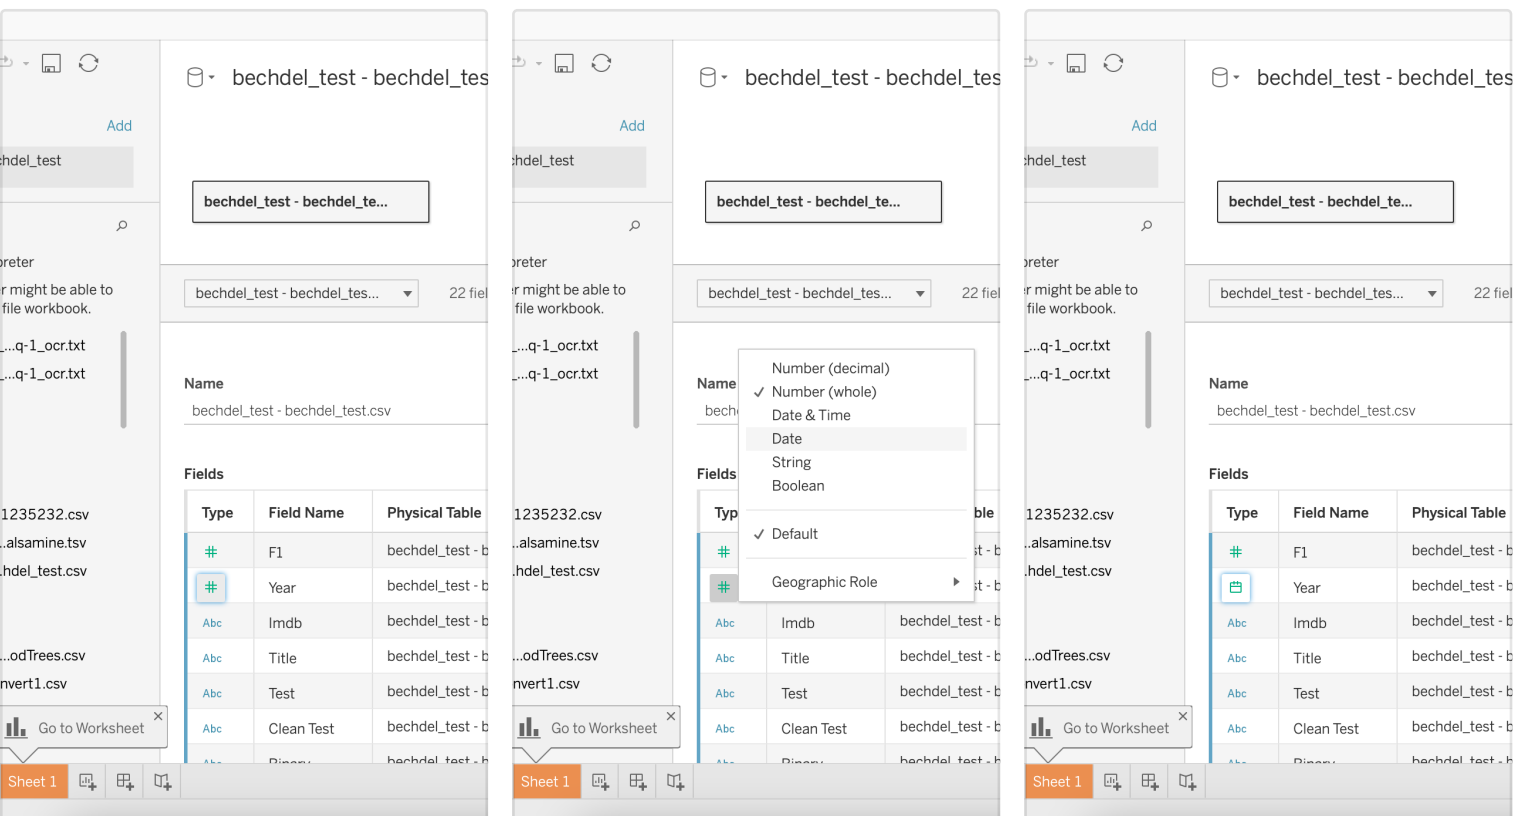 bechdel_test - bechdel_tes
Add
hdel_test
bechdel_test - bechdel_te...
preter
r might be able to
file workbook.
bechdel_test - bechdel_tes...
22 fiel
_...q-1_ocr.txt
_...q-1_ocr.txt
Name
bechdel_test - bechdel_test.csv
Fields
1235232.csv
Type Field Name Physical Table
...alsamine.tsv
F1 bechdel_test - b
.hdel_test.csv
Year bechdel_test - b
Abc Imdb bechdel_test - b
...odTrees.csv
Abc Title bechdel_test - b
nvert1.csv
Abc Test bechdel_test - b
Go to Worksheet
Abc Clean Test bechdel_test - b
Sheet 1
bechdel_test - bechdel_tes
Add
hdel_test
bechdel_test - bechdel_te...
preter
r might be able to
file workbook.
bechdel_test - bechdel_tes...
22 fiel
_...q-1_ocr.txt
_...q-1_ocr.txt
Name
bech
Number (decimal)
✓ Number (whole)
Date & Time
Date
String
Boolean
✓ Default
Geographic Role
Fields
1235232.csv
Typ ble
...alsamine.tsv
st - b
.hdel_test.csv
st - b
Abc Imdb bechdel_test - b
...odTrees.csv
Abc Title bechdel_test - b
nvert1.csv
Abc Test bechdel_test - b
Go to Worksheet
Abc Clean Test bechdel_test - b
Sheet 1
bechdel_test - bechdel_tes
Add
hdel_test
bechdel_test - bechdel_te...
preter
er might be able to
file workbook.
bechdel_test - bechdel_tes...
22 fiel
_...q-1_ocr.txt
_...q-1_ocr.txt
Name
bechdel_test - bechdel_test.csv
Fields
1235232.csv
Type Field Name Physical Table
...alsamine.tsv
F1 bechdel_test - b
.hdel_test.csv
Year bechdel_test - b
Abc Imdb bechdel_test - b
...odTrees.csv
Abc Title bechdel_test - b
nvert1.csv
Abc Test bechdel_test - b
Go to Worksheet
Abc Clean Test bechdel_test - b
Sheet 1